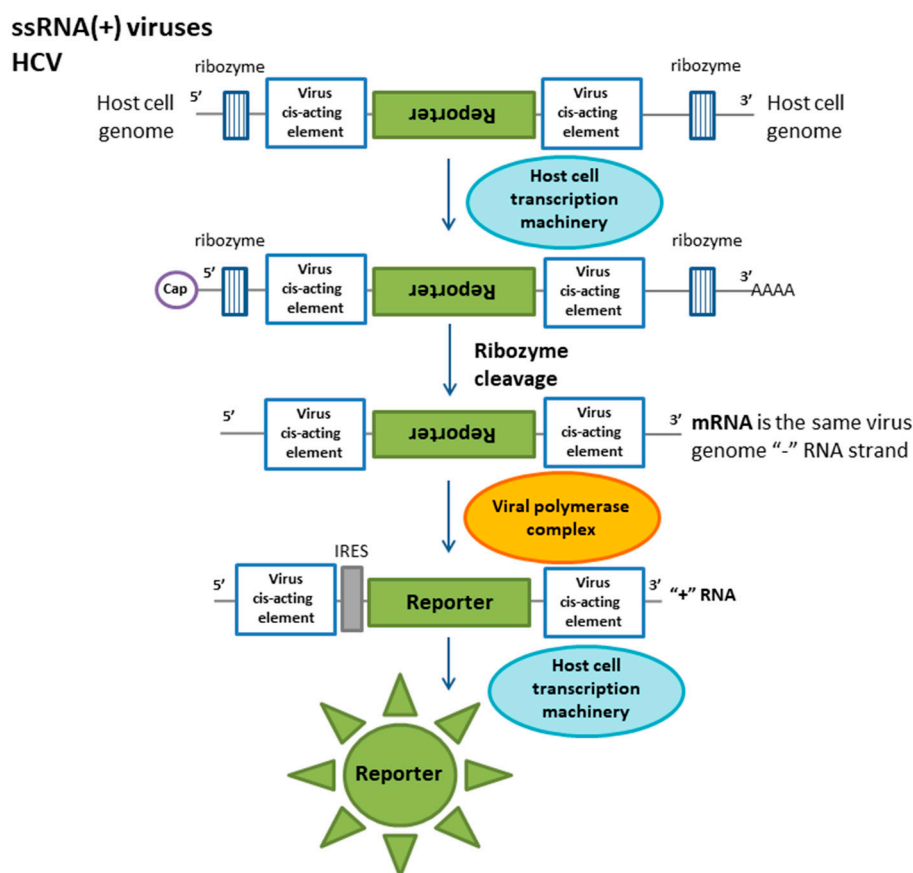 ssRNA(+) viruses
HCV
ribozyme
ribozyme
Host cell
genome
5’
Virus
cis-acting
element
Reporter
Virus
cis-acting
element
3’
Host cell
genome
Host cell
transcription
machinery
ribozyme
ribozyme
Cap
5’
Virus
cis-acting
element
Reporter
Virus
cis-acting
element
3’
AAAA
Ribozyme
cleavage
5’
Virus
cis-acting
element
Reporter
Virus
cis-acting
element
3’
mRNA is the same virus
genome “-” RNA strand
Viral polymerase
complex
IRES
5’
Virus
cis-acting
element
Reporter
Virus
cis-acting
element
3’
“+” RNA
Host cell
transcription
machinery
Reporter